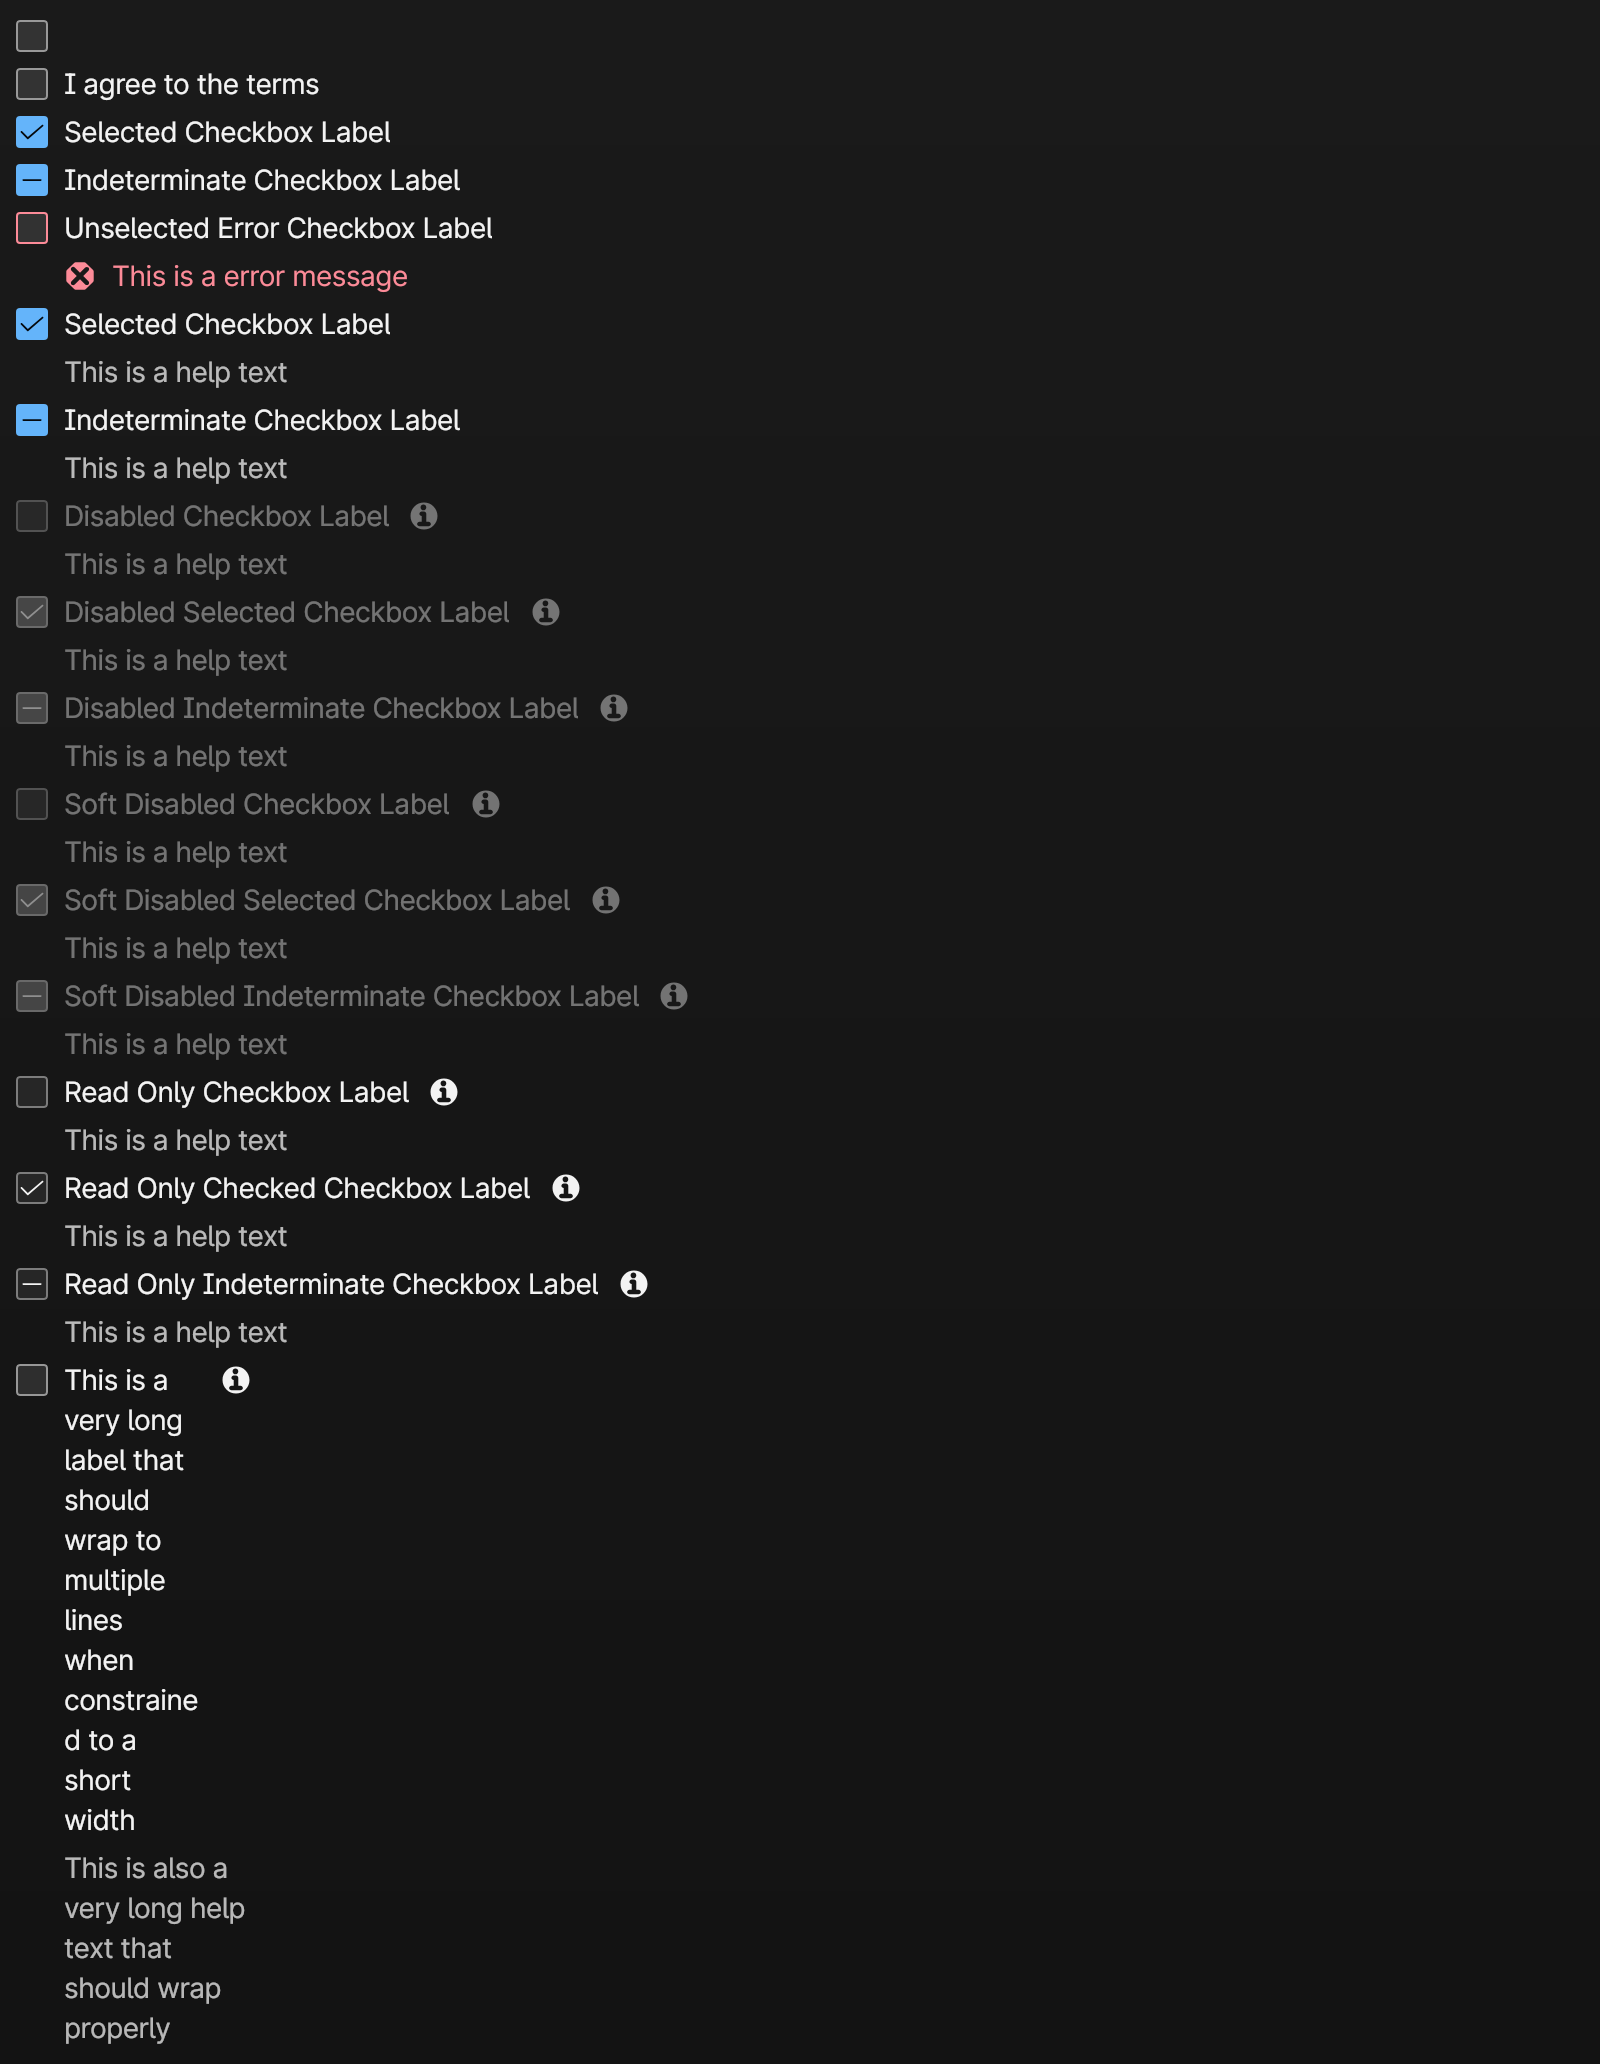 I agree to the terms
Selected Checkbox Label
Indeterminate Checkbox Label
Unselected Error Checkbox Label
This is a error message
Selected Checkbox Label
This is a help text
Indeterminate Checkbox Label
This is a help text
Disabled Checkbox Label
This is a help text
Disabled Selected Checkbox Label
This is a help text
Disabled Indeterminate Checkbox Label
This is a help text
Soft Disabled Checkbox Label
This is a help text
Soft Disabled Selected Checkbox Label
This is a help text
Soft Disabled Indeterminate Checkbox Label
This is a help text
Read Only Checkbox Label
This is a help text
Read Only Checked Checkbox Label
This is a help text
Read Only Indeterminate Checkbox Label
This is a help text
This is a
very long
label that
should
wrap to
multiple
lines
when
constraine
d to a
short
width
This is also a
very long help
text that
should wrap
properly